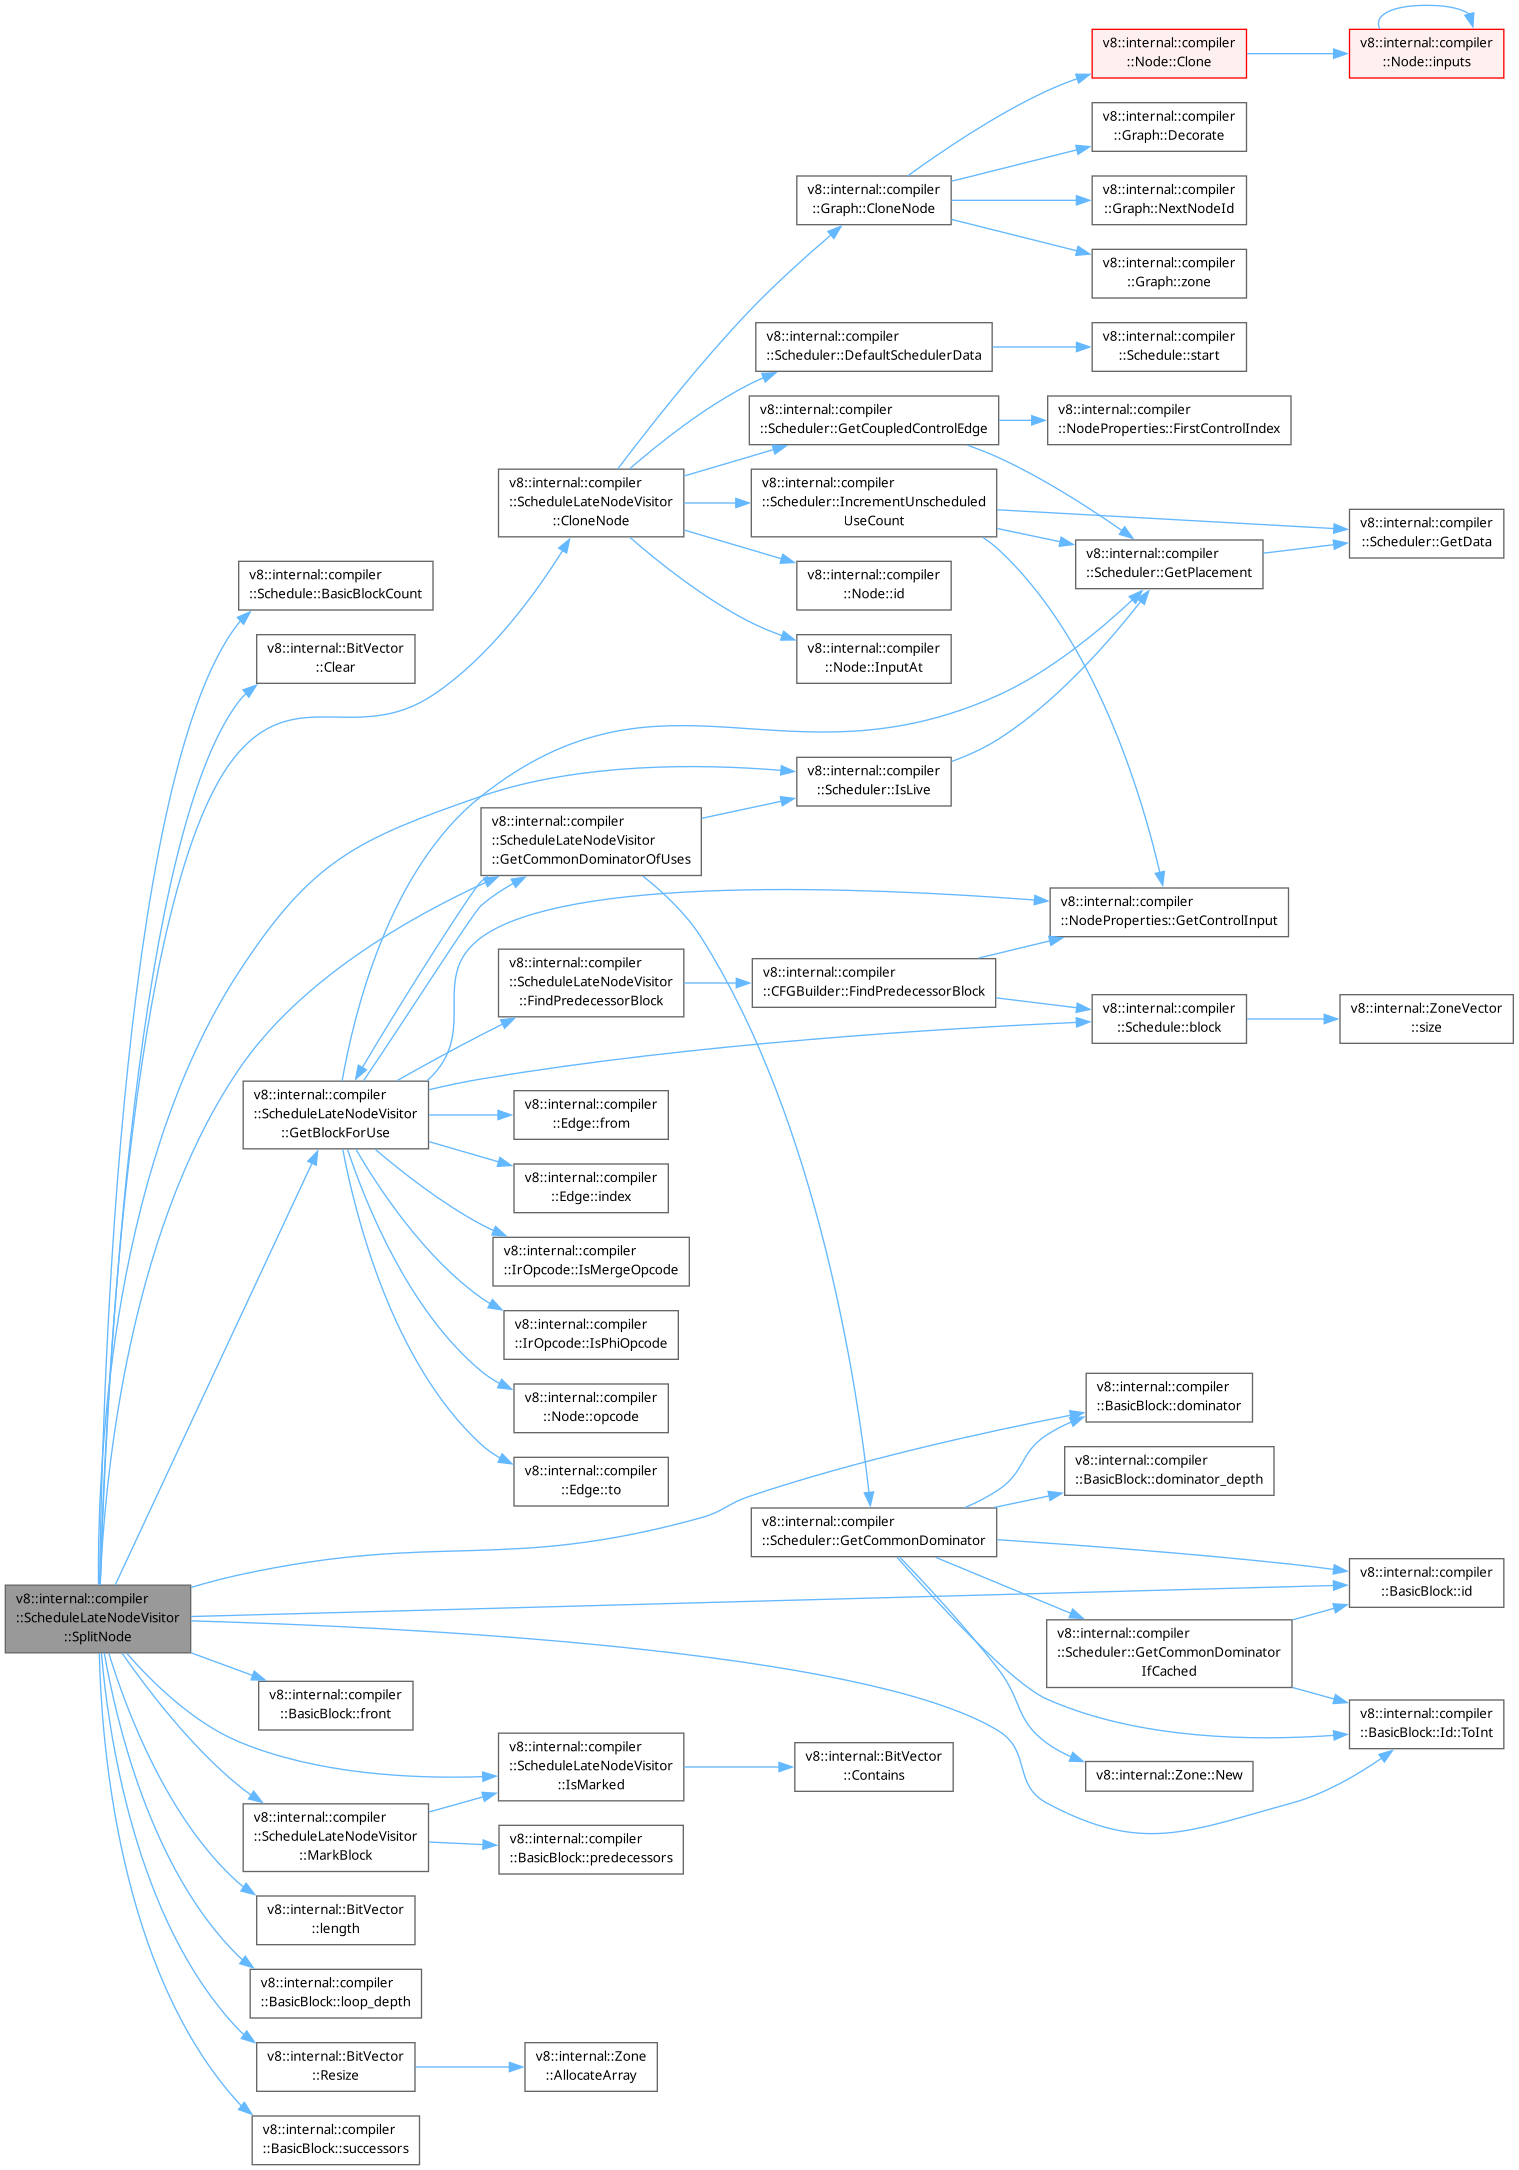 v8::internal::compiler
::Node::Clone
v8::internal::compiler
::Node::inputs
v8::internal::compiler
::Graph::Decorate
v8::internal::compiler
::Graph::CloneNode
v8::internal::compiler
::Graph::NextNodeId
v8::internal::compiler
::Graph::zone
v8::internal::compiler
::Scheduler::DefaultSchedulerData
v8::internal::compiler
::Schedule::start
v8::internal::compiler
::Scheduler::GetCoupledControlEdge
v8::internal::compiler
::NodeProperties::FirstControlIndex
v8::internal::compiler
::ScheduleLateNodeVisitor
::CloneNode
v8::internal::compiler
::Scheduler::IncrementUnscheduled
UseCount
v8::internal::compiler
::Scheduler::GetData
v8::internal::compiler
::Scheduler::GetPlacement
v8::internal::compiler
::Schedule::BasicBlockCount
v8::internal::compiler
::Node::id
v8::internal::BitVector
::Clear
v8::internal::compiler
::Node::InputAt
v8::internal::compiler
::Scheduler::IsLive
v8::internal::compiler
::ScheduleLateNodeVisitor
::GetCommonDominatorOfUses
v8::internal::compiler
::NodeProperties::GetControlInput
v8::internal::compiler
::ScheduleLateNodeVisitor
::FindPredecessorBlock
v8::internal::compiler
::CFGBuilder::FindPredecessorBlock
v8::internal::compiler
::Schedule::block
v8::internal::ZoneVector
::size
v8::internal::compiler
::ScheduleLateNodeVisitor
::GetBlockForUse
v8::internal::compiler
::Edge::from
v8::internal::compiler
::Edge::index
v8::internal::compiler
::IrOpcode::IsMergeOpcode
v8::internal::compiler
::IrOpcode::IsPhiOpcode
v8::internal::compiler
::Node::opcode
v8::internal::compiler
::BasicBlock::dominator
v8::internal::compiler
::Edge::to
v8::internal::compiler
::BasicBlock::dominator_depth
v8::internal::compiler
::Scheduler::GetCommonDominator
v8::internal::compiler
::BasicBlock::id
v8::internal::compiler
::ScheduleLateNodeVisitor
::SplitNode
v8::internal::compiler
::Scheduler::GetCommonDominator
IfCached
v8::internal::compiler
::BasicBlock::front
v8::internal::compiler
::BasicBlock::Id::ToInt
v8::internal::compiler
::ScheduleLateNodeVisitor
::IsMarked
v8::internal::BitVector
::Contains
v8::internal::Zone::New
v8::internal::compiler
::ScheduleLateNodeVisitor
::MarkBlock
v8::internal::compiler
::BasicBlock::predecessors
v8::internal::BitVector
::length
v8::internal::compiler
::BasicBlock::loop_depth
v8::internal::BitVector
::Resize
v8::internal::Zone
::AllocateArray
v8::internal::compiler
::BasicBlock::successors